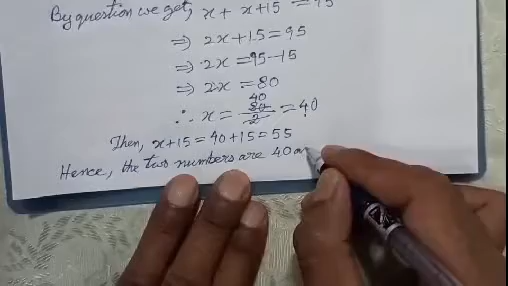 By question we get, x + x+15 = 95
⇒ 2x+15=95
⇒ 2x = 95-15
⇒ 2x = 80
∴ x = 80/2 40 = 40
Then, x+15 = 40+15 = 55
Hence, the two numbers are 40 a